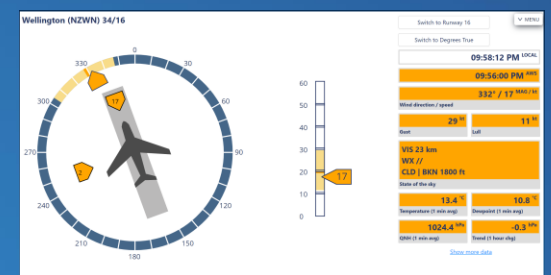 Wellington (NZWN) 34/16
Switch to Runway 16
MENU
Switch to Degrees True
09:58:12 PM LOCAL
09:56:00 PM AWS
332° / 17 MAG / kt
Wind direction / speed
29 kt
Gust
11 kt
Lull
VIS 23 km
WX //
CLD | BKN 1800 ft
State of the sky
13.4 °C
Temperature (1 min avg)
10.8 °C
Dewpoint (1 min avg)
1024.4 hPa
QNH (1 min avg)
-0.3 hPa
Trend (1 hour chg)
Show more data
0
30
60
90
120
150
180
210
240
270
300
330
17
2
60
50
40
30
20
10
0
17